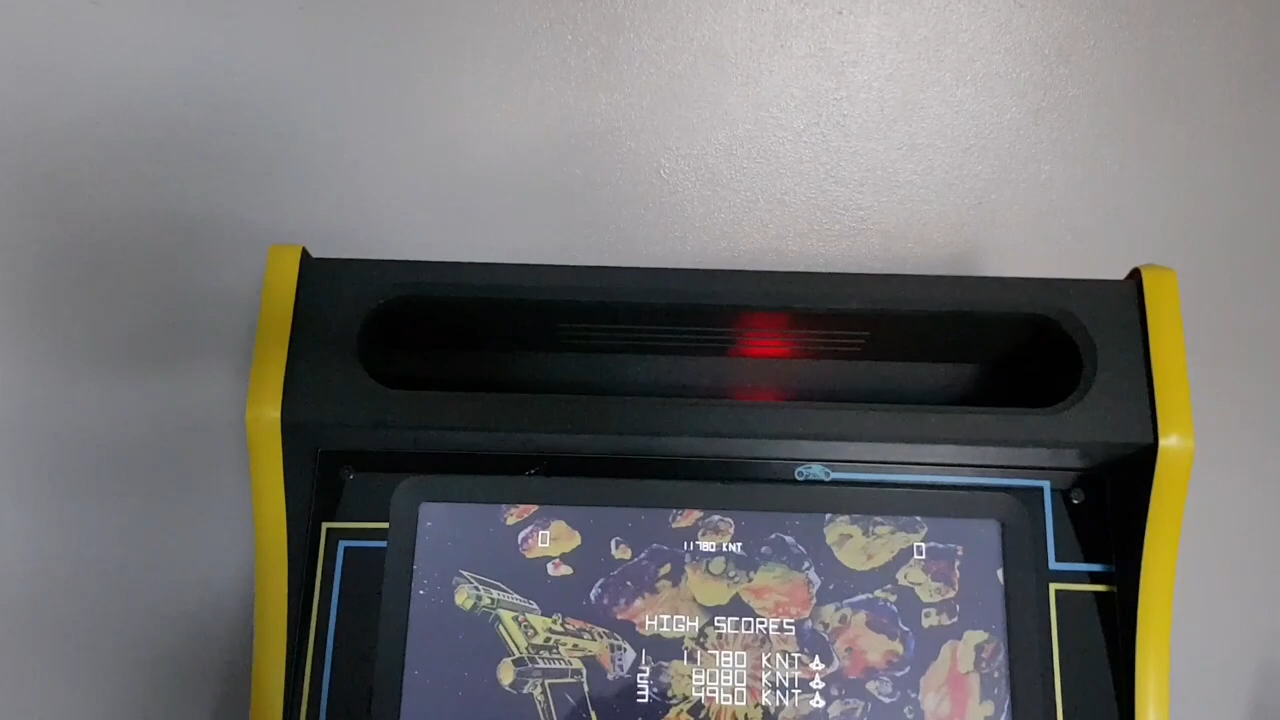 0 11780 KNT 0
HIGH SCORES
1 11780 KNT
2 8080 KNT
3 4960 KNT